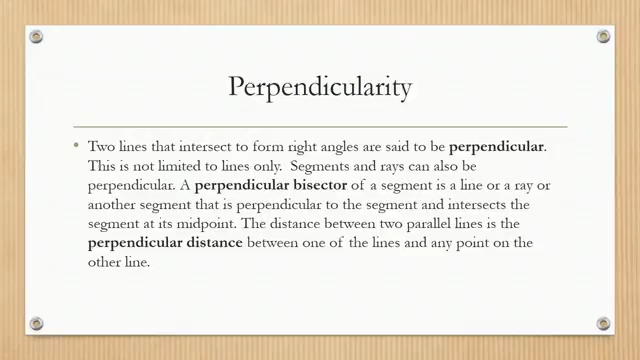 Perpendicularity
• Two lines that intersect to form right angles are said to be perpendicular.
This is not limited to lines only.  Segments and rays can also be
perpendicular. A perpendicular bisector of a segment is a line or a ray or
another segment that is perpendicular to the segment and intersects the
segment at its midpoint. The distance between two parallel lines is the
perpendicular distance between one of the lines and any point on the
other line.